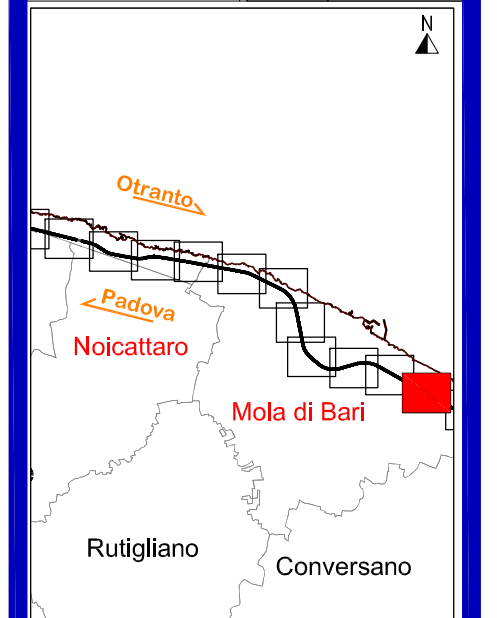 N
Otranto
Padova
Noicattaro
Mola di Bari
Rutigliano
Conversano